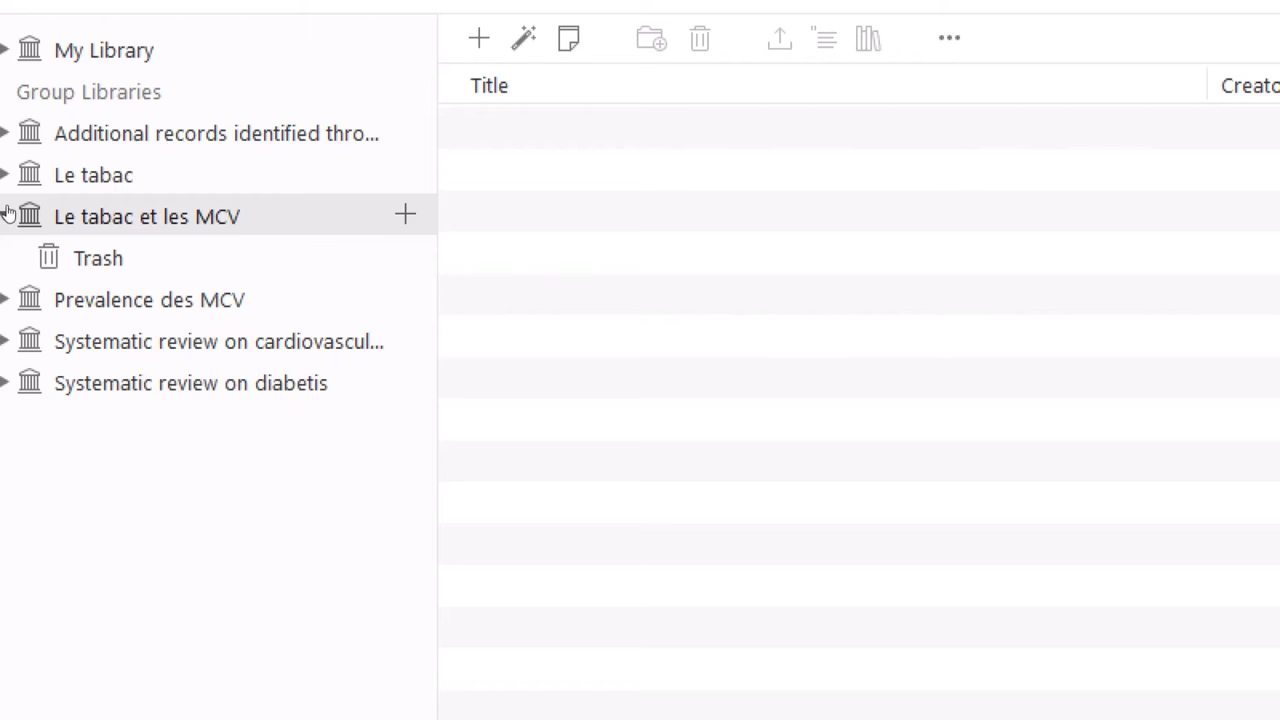 My Library
Group Libraries
Additional records identified thro...
Le tabac
Le tabac et les MCV
Trash
Prevalence des MCV
Systematic review on cardiovascul...
Systematic review on diabetis
Title
Creato